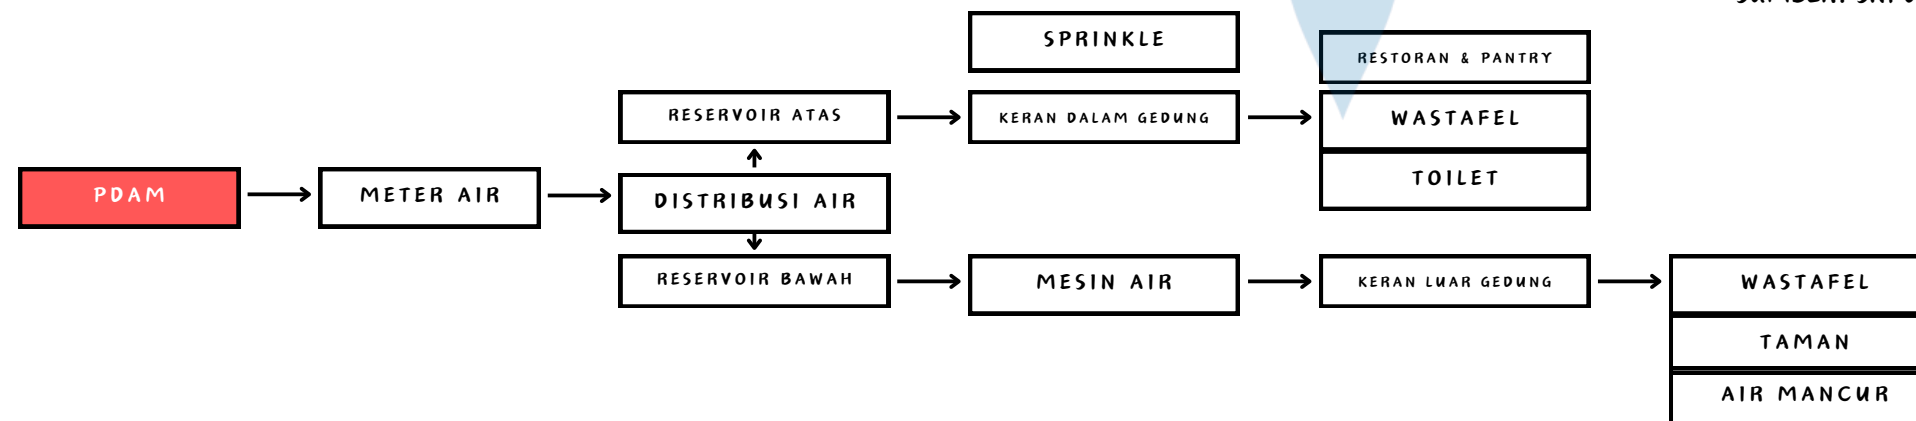 SPRINKLE
RESTORAN & PANTRY
RESERVOIR ATAS
KERAN DALAM GEDUNG
WASTAFEL
TOILET
PDAM
METER AIR
DISTRIBUSI AIR
RESERVOIR BAWAH
MESIN AIR
KERAN LUAR GEDUNG
WASTAFEL
TAMAN
AIR MANCUR